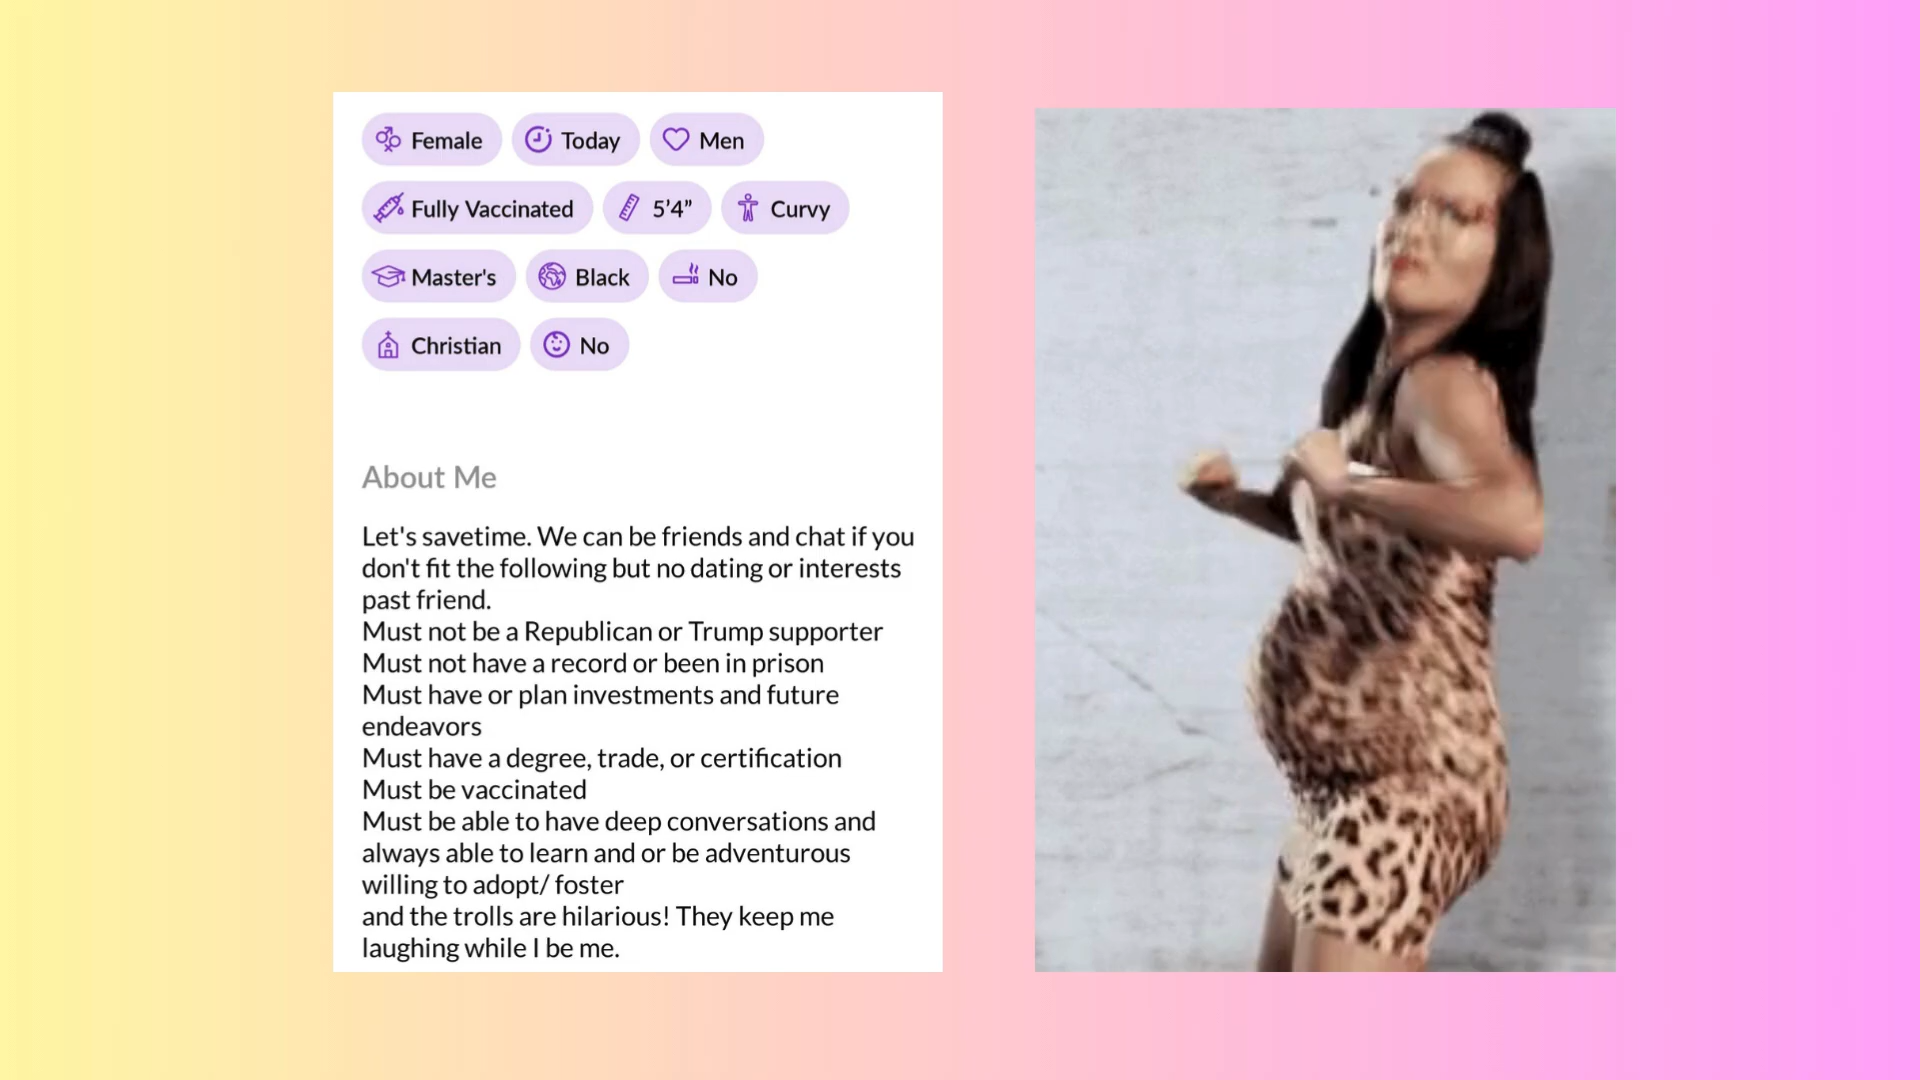 Female Today Men
Fully Vaccinated 5'4” Curvy
Master's Black No
Christian No
About Me
Let's savetime. We can be friends and chat if you
don't fit the following but no dating or interests
past friend.
Must not be a Republican or Trump supporter
Must not have a record or been in prison
Must have or plan investments and future
endeavors
Must have a degree, trade, or certification
Must be vaccinated
Must be able to have deep conversations and
always able to learn and or be adventurous
willing to adopt/ foster
and the trolls are hilarious! They keep me
laughing while I be me.